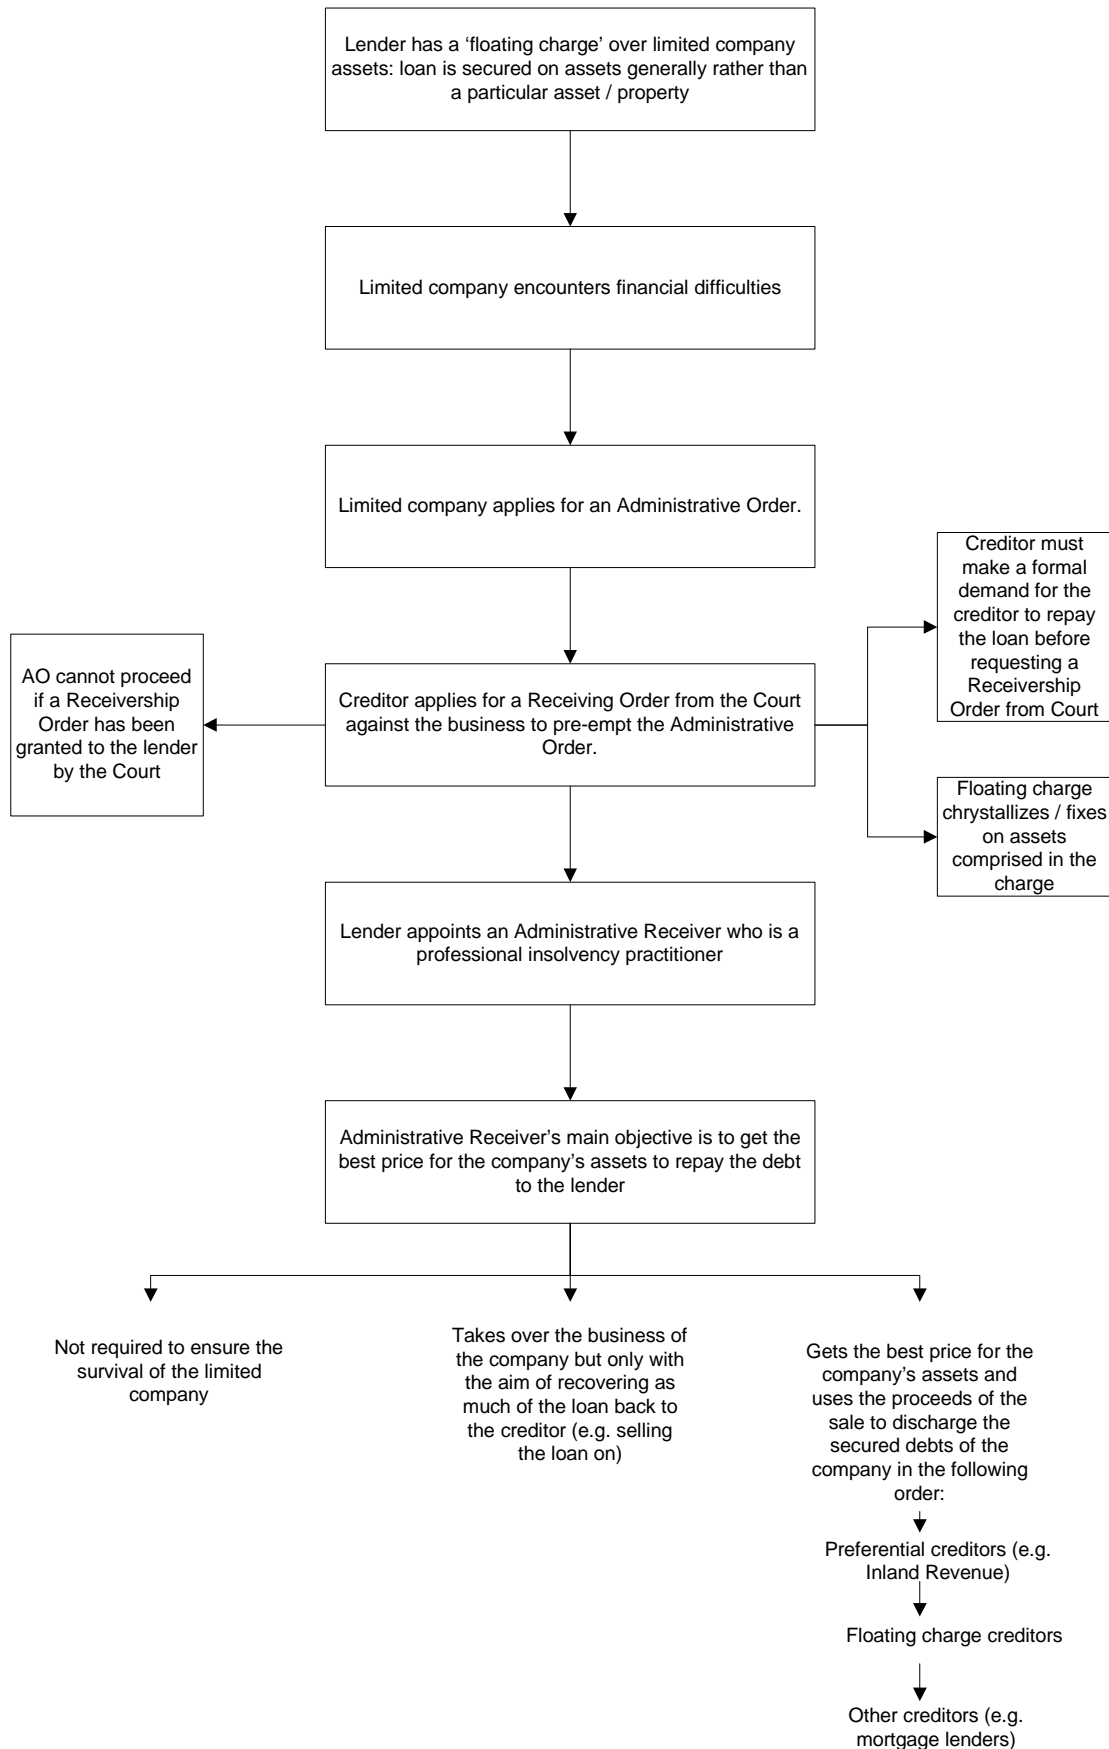 Lender has a ‘floating charge’ over limited company
assets: loan is secured on assets generally rather than
a particular asset / property
Limited company encounters financial difficulties
Limited company applies for an Administrative Order.
Creditor must
make a formal
demand for the
creditor to repay
the loan before
requesting a
Receivership
Order from Court
AO cannot proceed
if a Receivership
Order has been
granted to the lender
by the Court
Creditor applies for a Receiving Order from the Court
against the business to pre-empt the Administrative
Order.
Floating charge
chrystallizes / fixes
on assets
comprised in the
charge
Lender appoints an Administrative Receiver who is a
professional insolvency practitioner
Administrative Receiver’s main objective is to get the
best price for the company’s assets to repay the debt
to the lender
Not required to ensure the
survival of the limited
company
Takes over the business of
the company but only with
the aim of recovering as
much of the loan back to
the creditor (e.g. selling
the loan on)
Gets the best price for the
company’s assets and
uses the proceeds of the
sale to discharge the
secured debts of the
company in the following
order:
Preferential creditors (e.g.
Inland Revenue)
Floating charge creditors
Other creditors (e.g.
mortgage lenders)